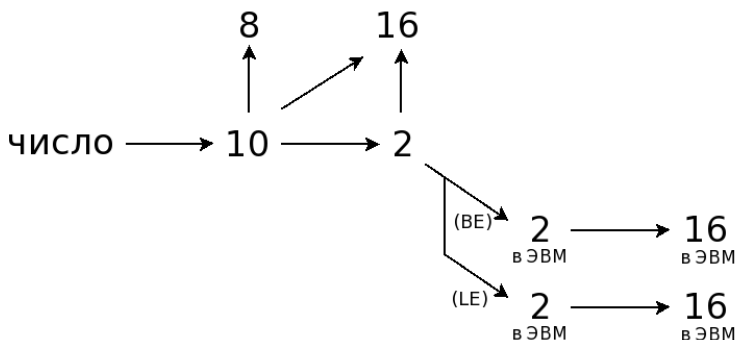 8 16
число 10 2
(BE) 2 16
в ЭВМ в ЭВМ
(LE) 2 16
в ЭВМ в ЭВМ